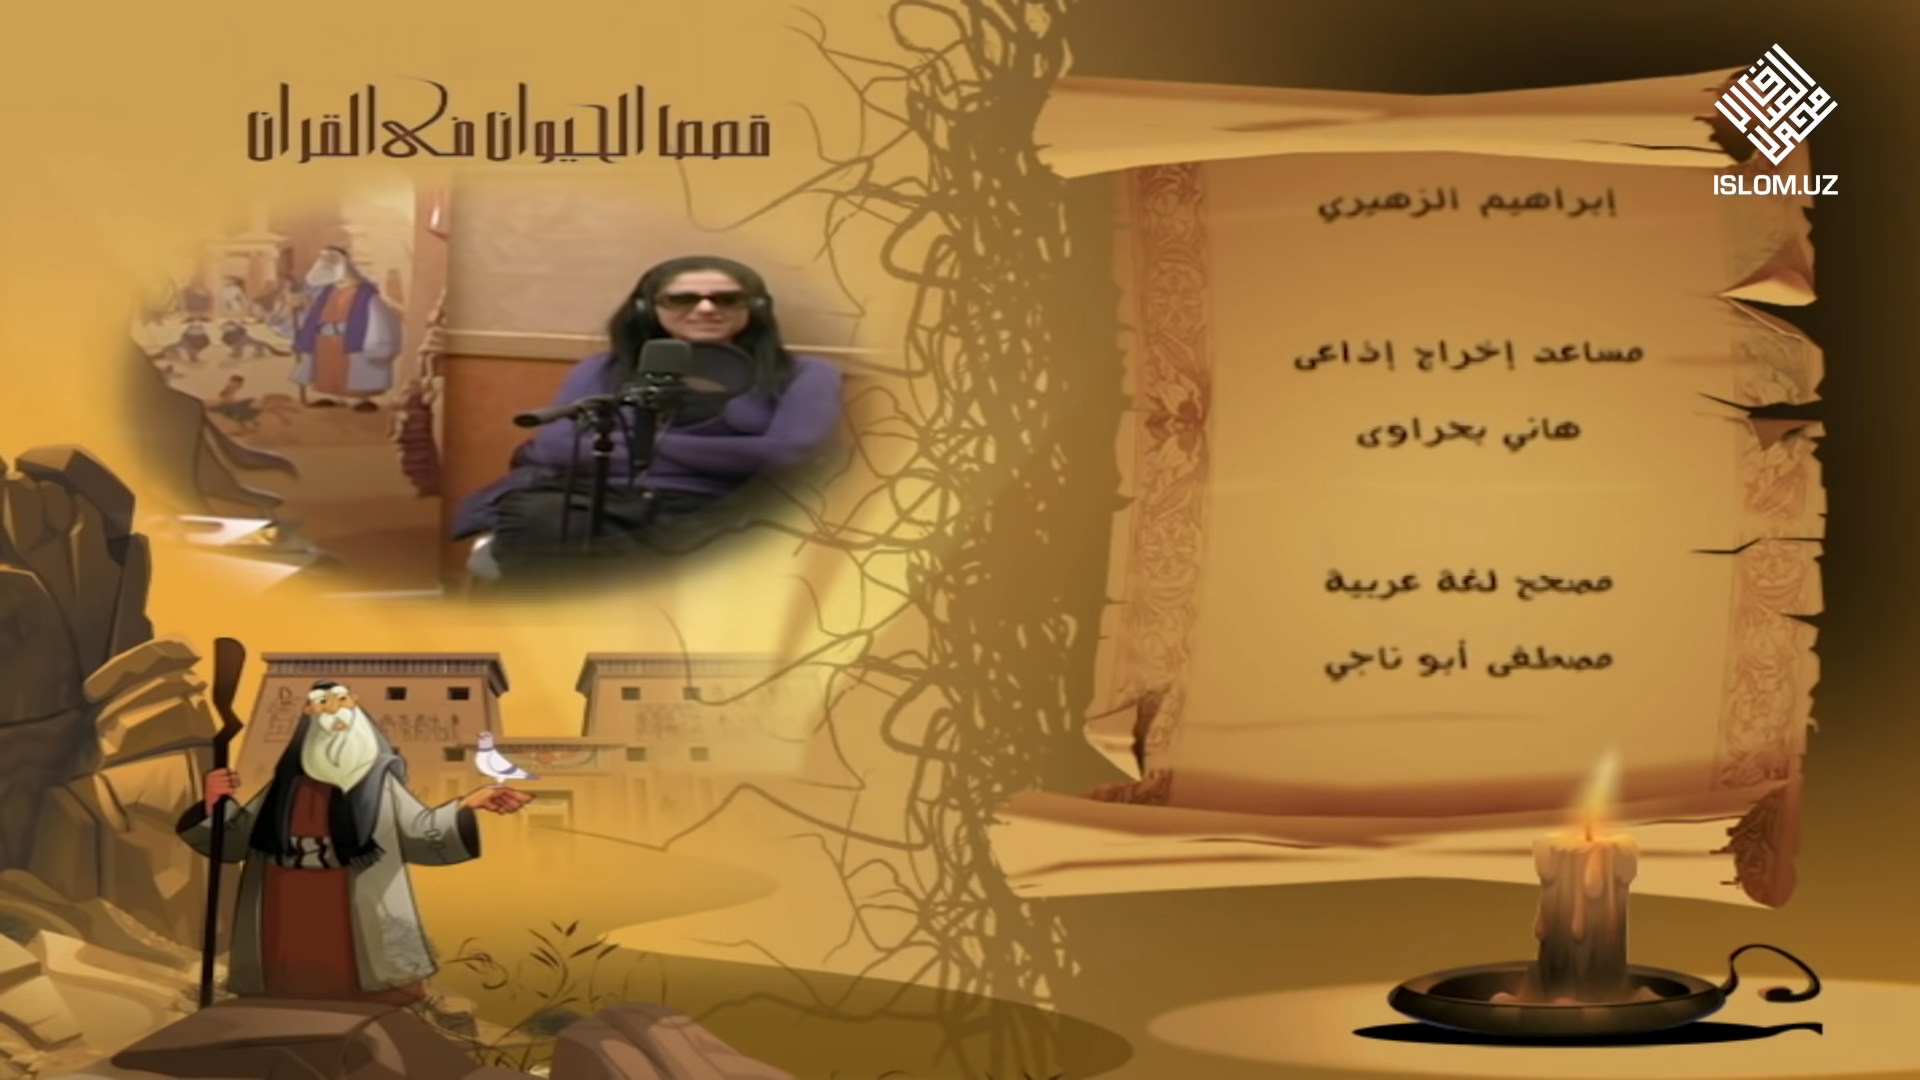 قصص الحيوان في القرآن
إبراهيم الزهيري
مساعد إخراج إذاعى
هاني بحراوى
مصحح لغة عربية
مصطفى أبو ناجي
ISLOM.UZ